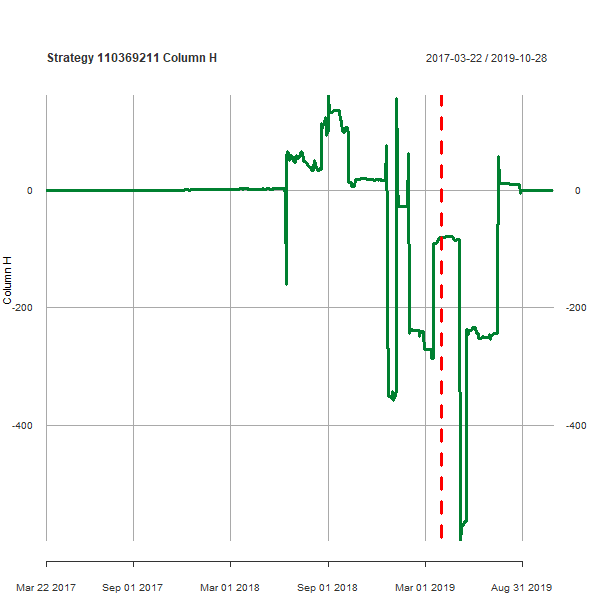 Strategy 110369211 Column H
2017-03-22 / 2019-10-28
Column H
0
0
-200
-200
-400
-400
Mar 22 2017
Sep 01 2017
Mar 01 2018
Sep 01 2018
Mar 01 2019
Aug 31 2019